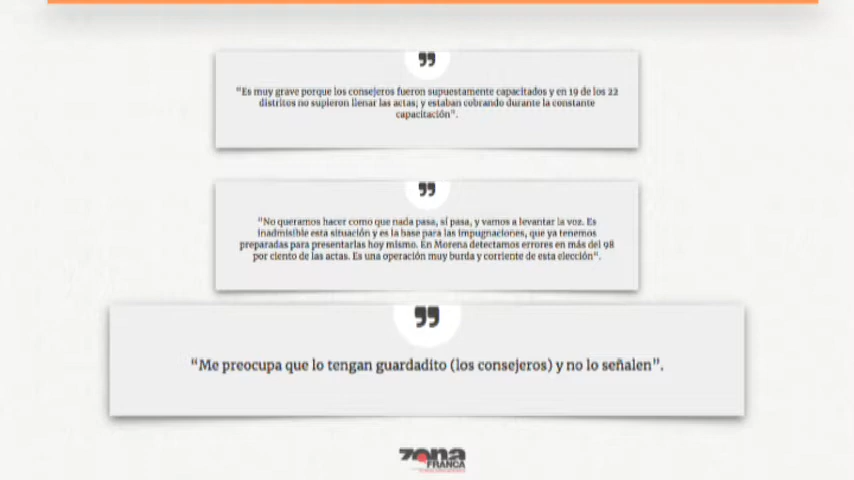 "Es muy grave porque los consejeros fueron supuestamente capacitados y en 19 de los 22
distritos no supieron llenar las actas; y estaban cobrando durante la constante
capacitación".
"No queramos hacer como que nada pasa, sí pasa, y vamos a levantar la voz. Es
inadmisible esta situación y es la base para las impugnaciones, que ya tenemos
preparadas para presentarlas hoy mismo. En Morena detectamos errores en más del 98
por ciento de las actas. Es una operación muy burda y corriente de esta elección".
"Me preocupa que lo tengan guardadito (los consejeros) y no lo señalen".
zona
FRANCA